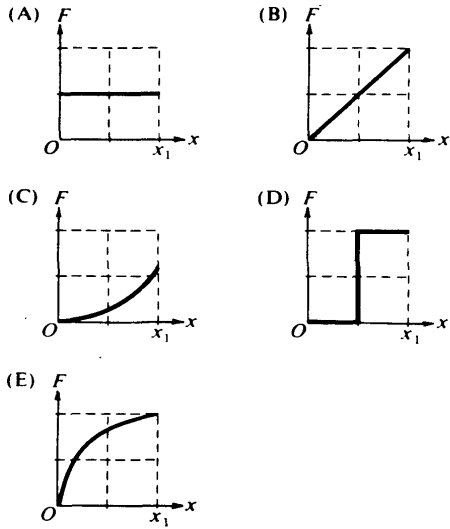 (A) F (B) F
O x₁ x O x₁ x
(C) F (D) F
O x₁ x O x₁ x
(E) F
O x₁ x